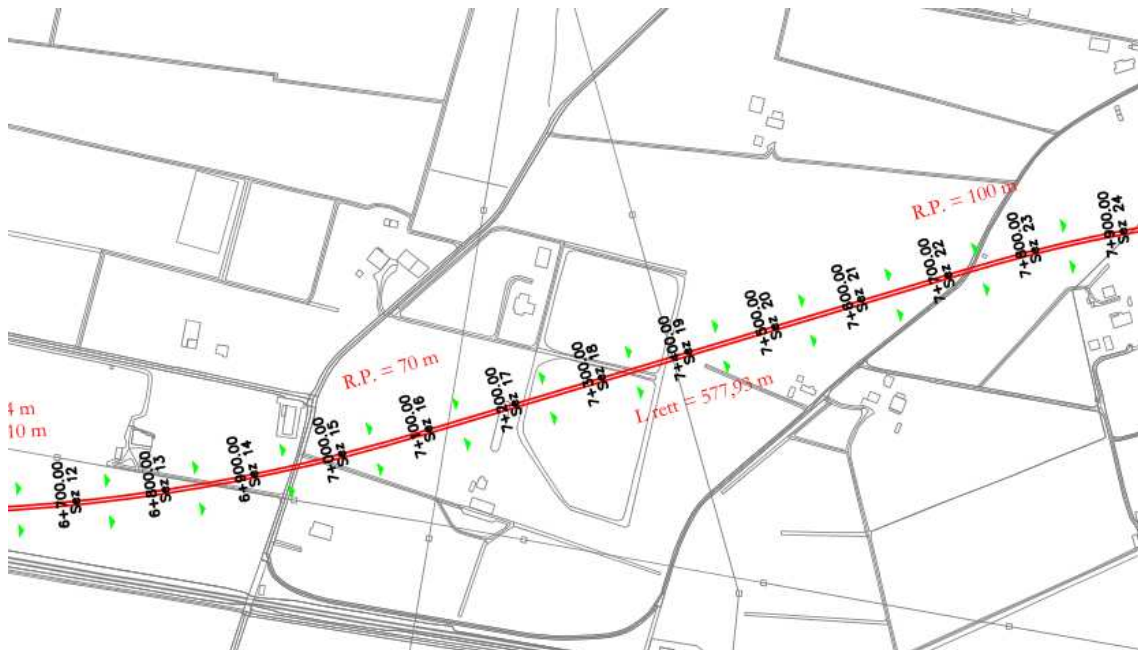 R.P. = 100 m
7+900.00
Sez 24
7+800.00
Sez 23
7+700.00
Sez 22
7+600.00
Sez 21
7+500.00
Sez 20
7+400.00
Sez 19
L rett = 577,93 m
7+300.00
Sez 18
R.P. = 70 m
7+200.00
Sez 17
7+100.00
Sez 16
7+000.00
Sez 15
4 m
10 m
6+900.00
Sez 14
6+800.00
Sez 13
6+700.00
Sez 12